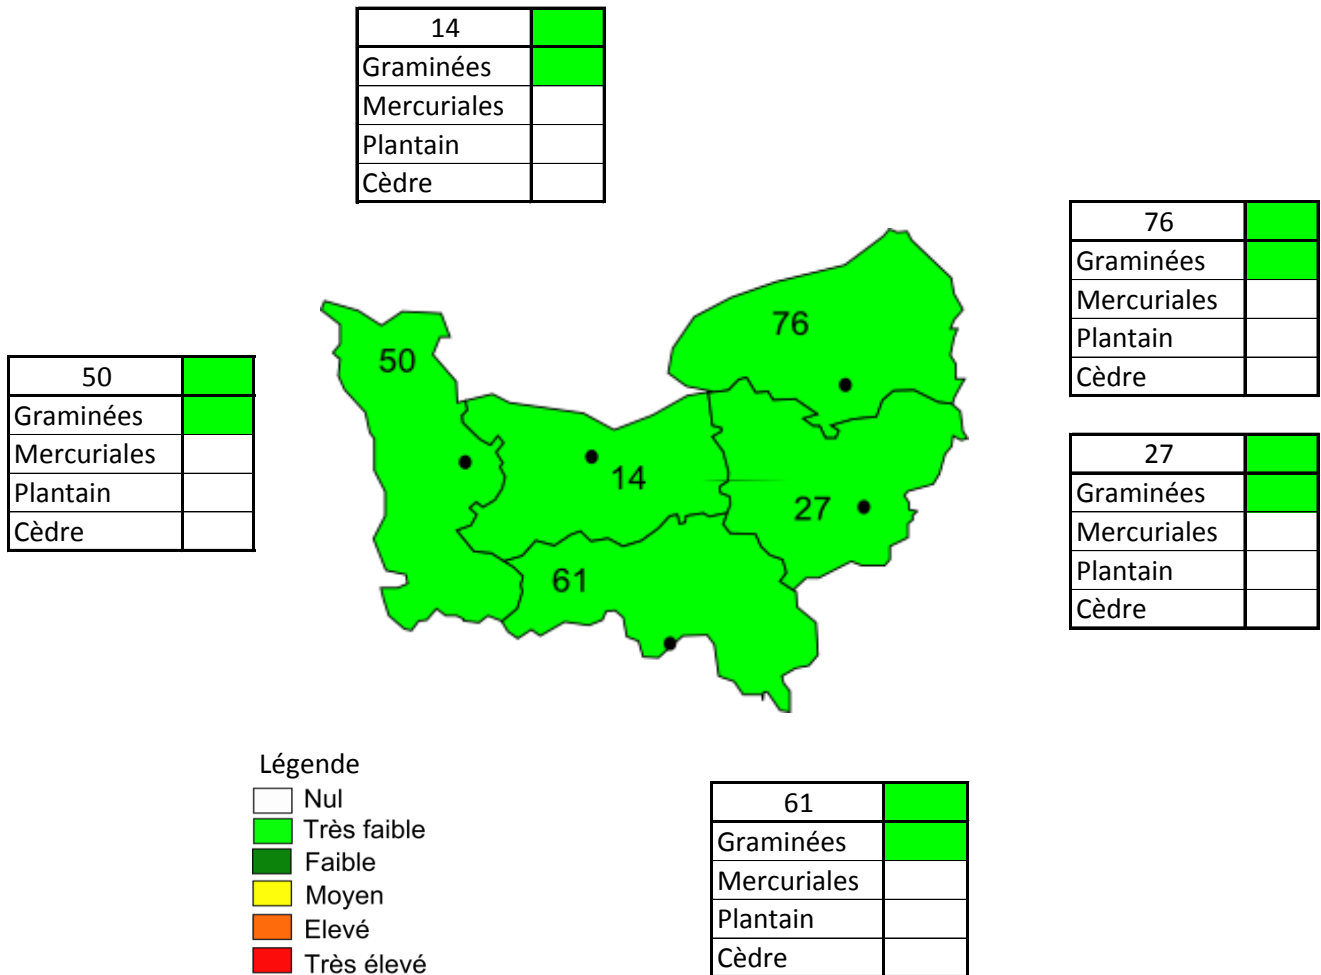 14
Graminées
Mercuriales
Plantain
Cèdre
76
Graminées
Mercuriales
Plantain
Cèdre
50
Graminées
Mercuriales
Plantain
Cèdre
27
Graminées
Mercuriales
Plantain
Cèdre
76
50
14
27
61
Légende
Nul
Très faible
Faible
Moyen
Elevé
Très élevé
61
Graminées
Mercuriales
Plantain
Cèdre